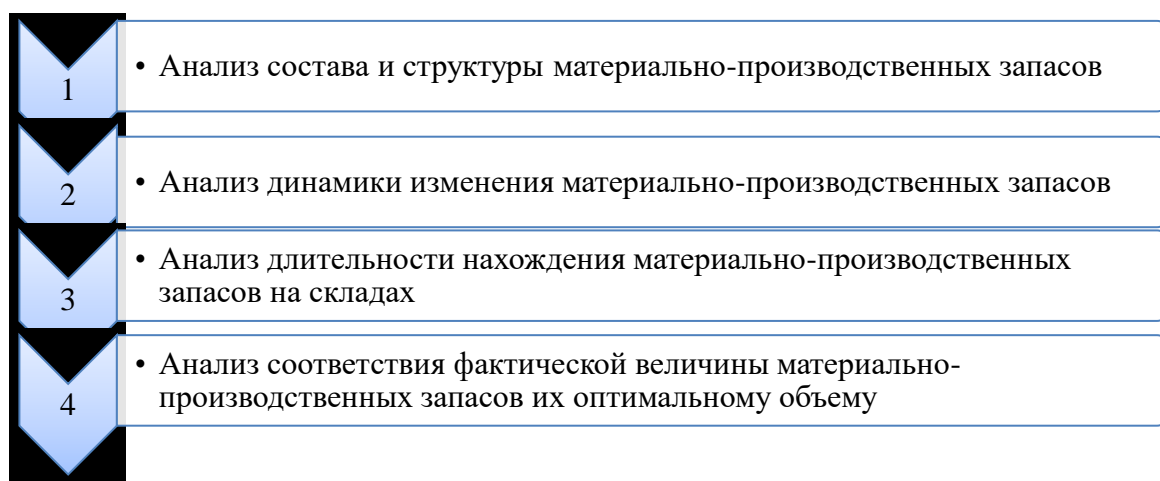 1
• Анализ состава и структуры материально-производственных запасов
2
• Анализ динамики изменения материально-производственных запасов
3
• Анализ длительности нахождения материально-производственных
запасов на складах
4
• Анализ соответствия фактической величины материально-
производственных запасов их оптимальному объему